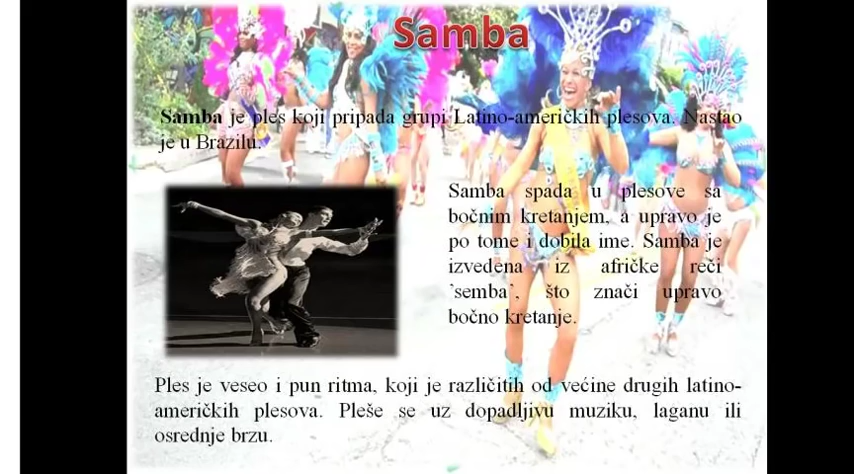 Samba
Samba je ples koji pripada grupi Latino-američkih plesova. Nastao
je u Brazilu.
Samba spada u plesove sa
bočnim kretanjem, a upravo je
po tome i dobila ime. Samba je
izvedena iz afričke reči
'semba', što znači upravo
bočno kretanje.
Ples je veseo i pun ritma, koji je različitih od većine drugih latino-
američkih plesova. Pleše se uz dopadljivu muziku, laganu ili
osrednje brzu.